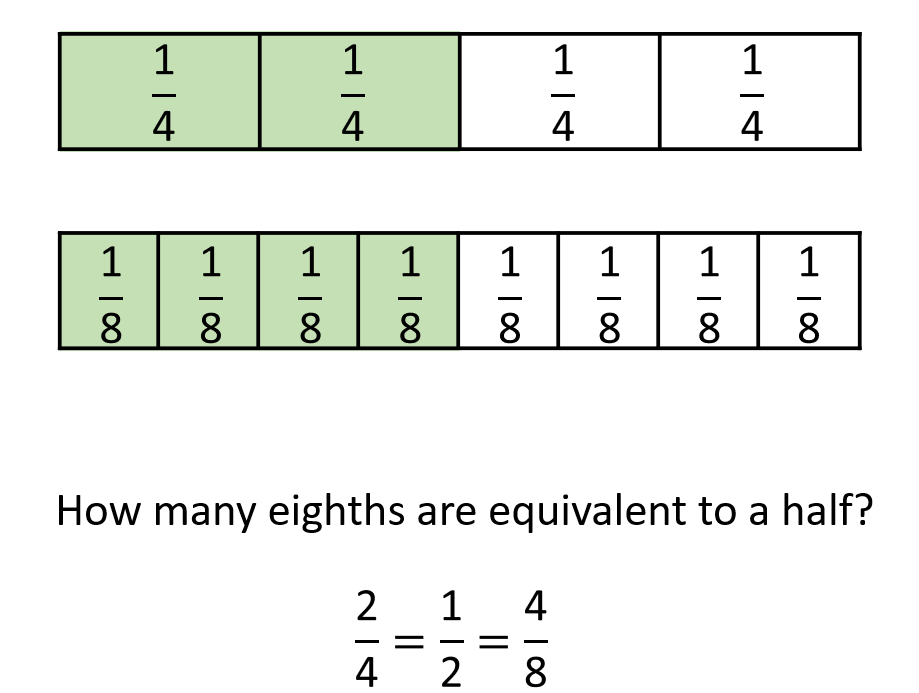 1/4 1/4 1/4 1/4
1/8 1/8 1/8 1/8 1/8 1/8 1/8 1/8
How many eighths are equivalent to a half?
2/4 = 1/2 = 4/8